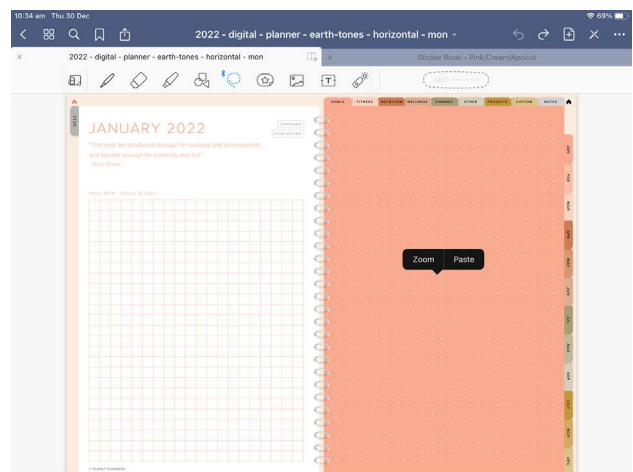 10:34 am Thu 30 Dec
69%
2022 - digital - planner - earth-tones - horizontal - mon
2022 - digital - planner - earth-tones - horizontal - mon
Sticker Book - Pink/Cream/Apricot
GOALS FITNESS NUTRITION WELLNESS FINANCE OTHER PROJECTS CUSTOM NOTES
2022
JANUARY 2022
OVERVIEW
"This year, be structured enough for success and achievement
and flexible enough for creativity and fun."
MIND MAP
Zoom Paste
JAN
FEB
MAR
APR
MAY
JUN
JUL
AUG
SEP
OCT
NOV
DEC